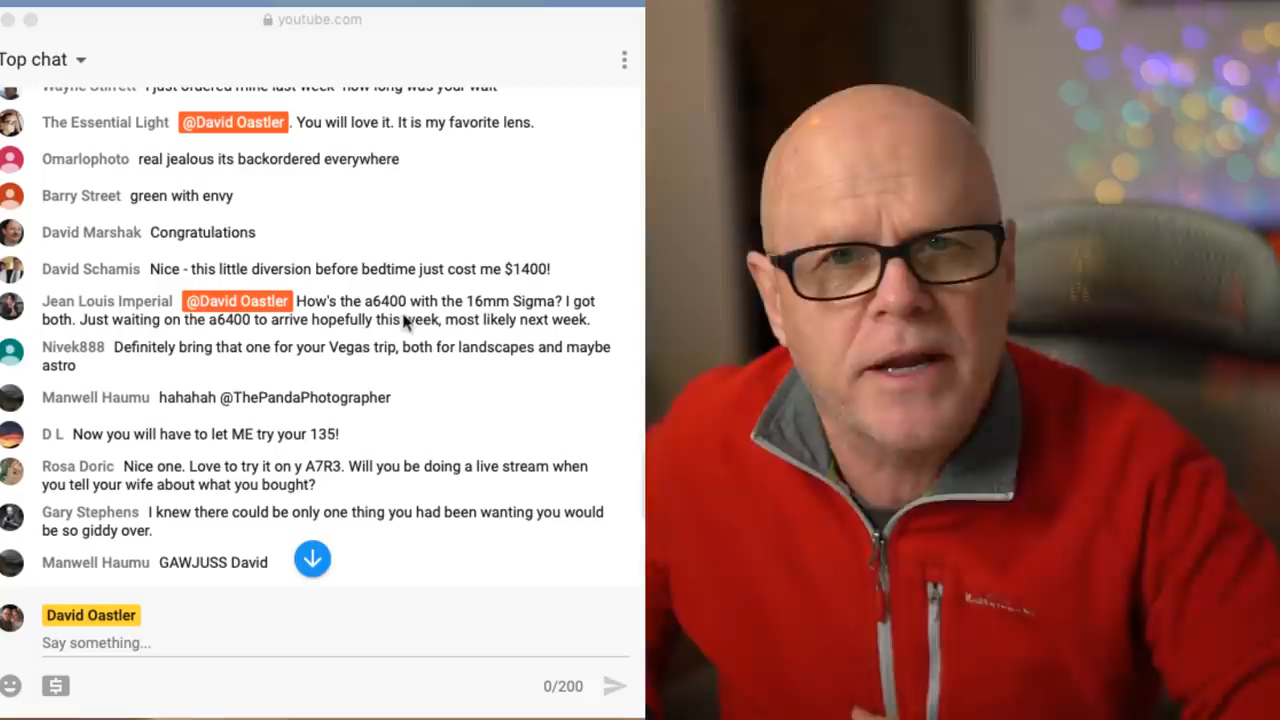 youtube.com
Top chat
Wayne Stirrett I just ordered mine last week how long was your wait
The Essential Light @David Oastler. You will love it. It is my favorite lens.
Omarlophoto real jealous its backordered everywhere
Barry Street green with envy
David Marshak Congratulations
David Schamis Nice - this little diversion before bedtime just cost me $1400!
Jean Louis Imperial @David Oastler How's the a6400 with the 16mm Sigma? I got
both. Just waiting on the a6400 to arrive hopefully this week, most likely next week.
Nivek888 Definitely bring that one for your Vegas trip, both for landscapes and maybe
astro
Manwell Haumu hahahah @ThePandaPhotographer
D L Now you will have to let ME try your 135!
Rosa Doric Nice one. Love to try it on y A7R3. Will you be doing a live stream when
you tell your wife about what you bought?
Gary Stephens I knew there could be only one thing you had been wanting you would
be so giddy over.
Manwell Haumu GAWJUSS David
David Oastler
Say something...
0/200